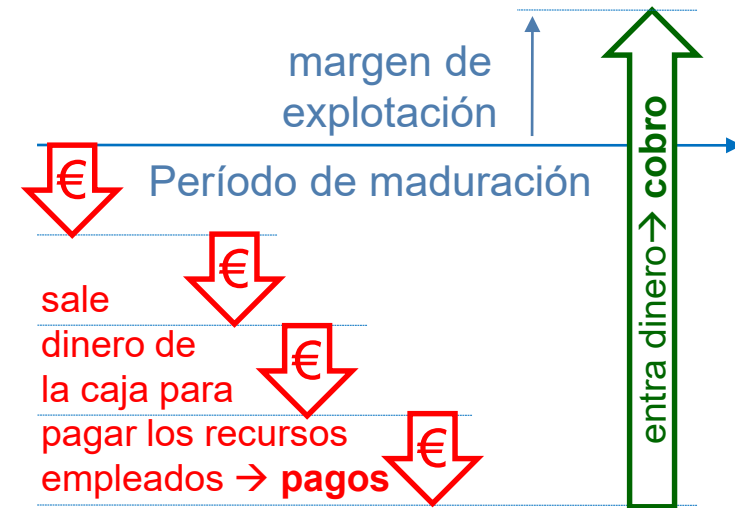 margen de
explotación
€
Período de maduración
€
sale
dinero de
la caja para
€
pagar los recursos
empleados → pagos
€
entra dinero→ cobro